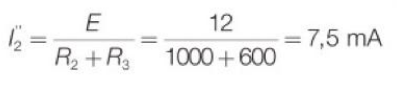 I₂'' = E / (R₂ + R₃) = 12 / (1000 + 600) = 7,5 mA